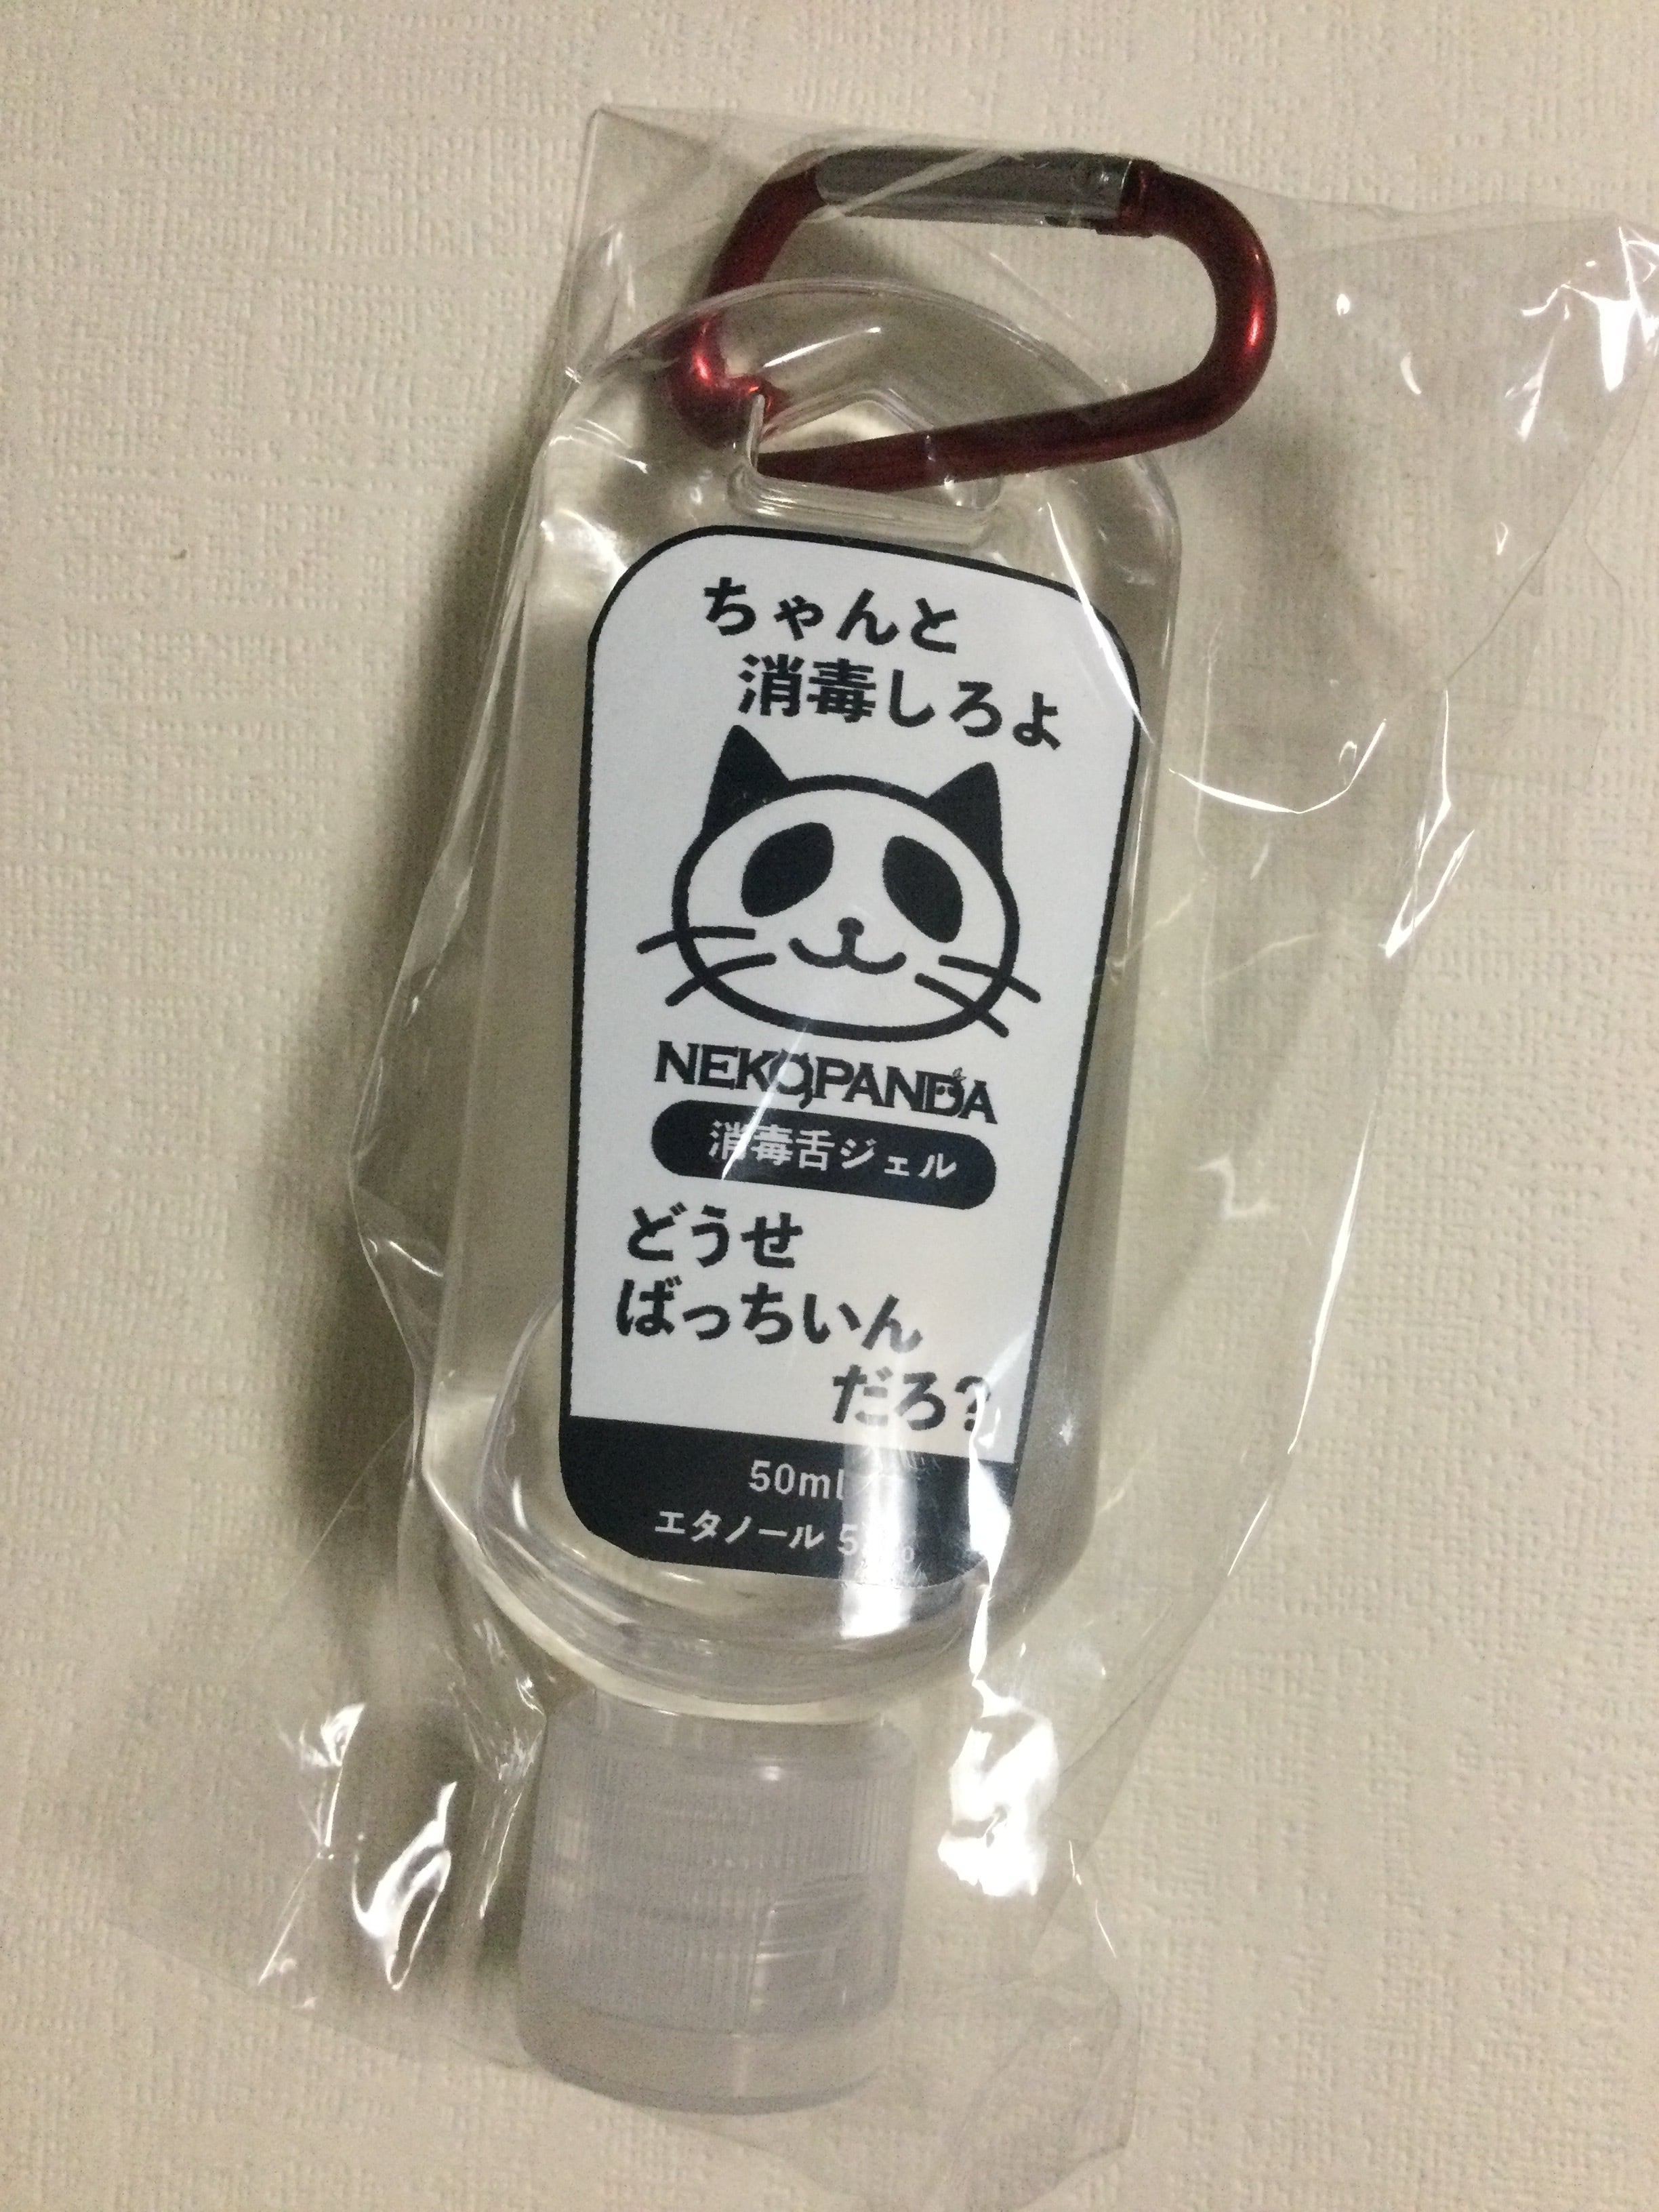 ちゃんと
消毒しろよ
NEKOPANDA
消毒舌ジェル
どうせ
ばっちいん
だろ?
50ml
エタノール